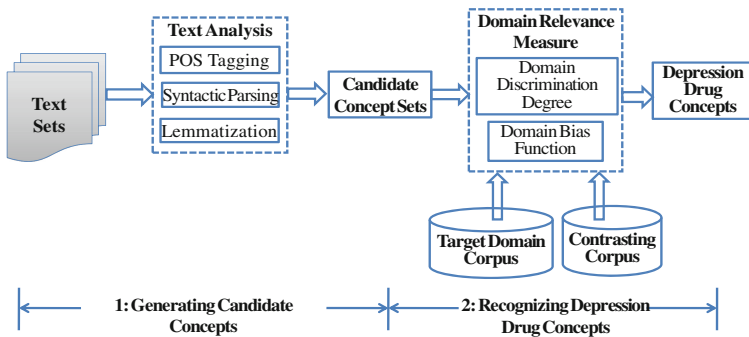 Text
Sets
Text Analysis
POS Tagging
Syntactic Parsing
Lemmatization
Candidate
Concept Sets
Domain Relevance
Measure
Domain
Discrimination
Degree
Domain Bias
Function
Depression
Drug
Concepts
Target Domain
Corpus
Contrasting
Corpus
1: Generating Candidate
Concepts
2: Recognizing Depression
Drug Concepts